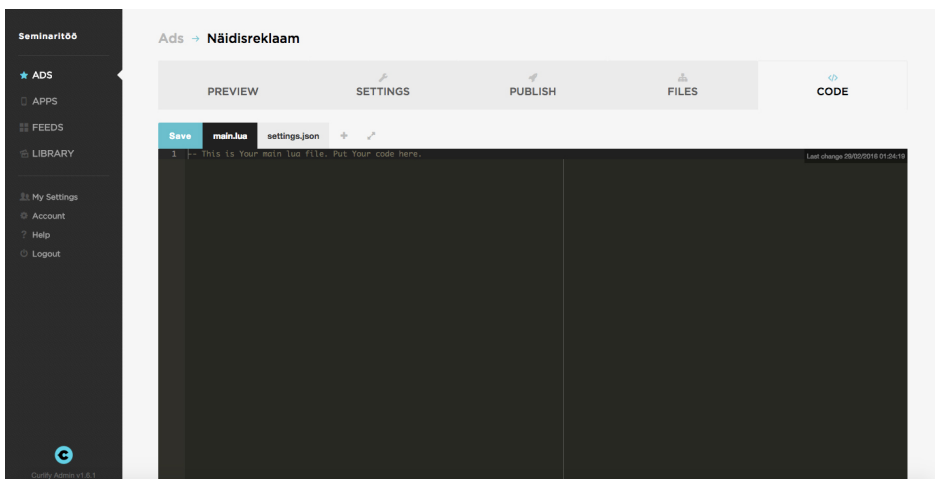 Seminaritöö
ADS
APPS
FEEDS
LIBRARY
My Settings
Account
? Help
Logout
Curify Admin v1.6.1
Ads → Näidisreklaam
PREVIEW
SETTINGS
PUBLISH
FILES
</>
CODE
Save main.lua settings.json +
1 -- This is Your main lua file. Put Your code here.
Last change 29/02/2016 01:24:19